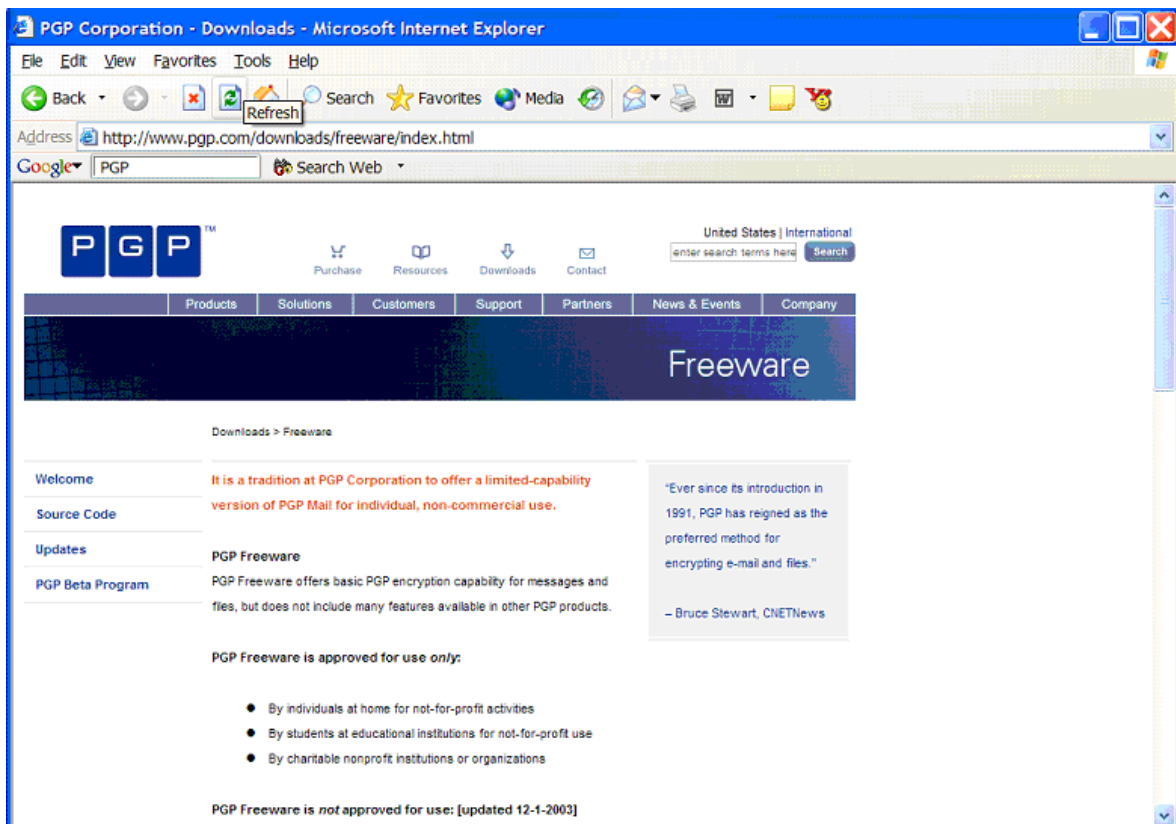 PGP Corporation - Downloads - Microsoft Internet Explorer
File Edit View Favorites Tools Help
Back Search Favorites Media
Refresh
Address http://www.pgp.com/downloads/freeware/index.html
Google PGP Search Web
PGP™
United States | International
enter search terms here Search
Purchase Resources Downloads Contact
Products Solutions Customers Support Partners News & Events Company
Freeware
Downloads > Freeware
Welcome
Source Code
Updates
PGP Beta Program
It is a tradition at PGP Corporation to offer a limited-capability
version of PGP Mail for individual, non-commercial use.
PGP Freeware
PGP Freeware offers basic PGP encryption capability for messages and
files, but does not include many features available in other PGP products.
PGP Freeware is approved for use only:
● By individuals at home for not-for-profit activities
● By students at educational institutions for not-for-profit use
● By charitable nonprofit institutions or organizations
PGP Freeware is not approved for use: [updated 12-1-2003]
"Ever since its introduction in
1991, PGP has reigned as the
preferred method for
encrypting e-mail and files."
– Bruce Stewart, CNETNews